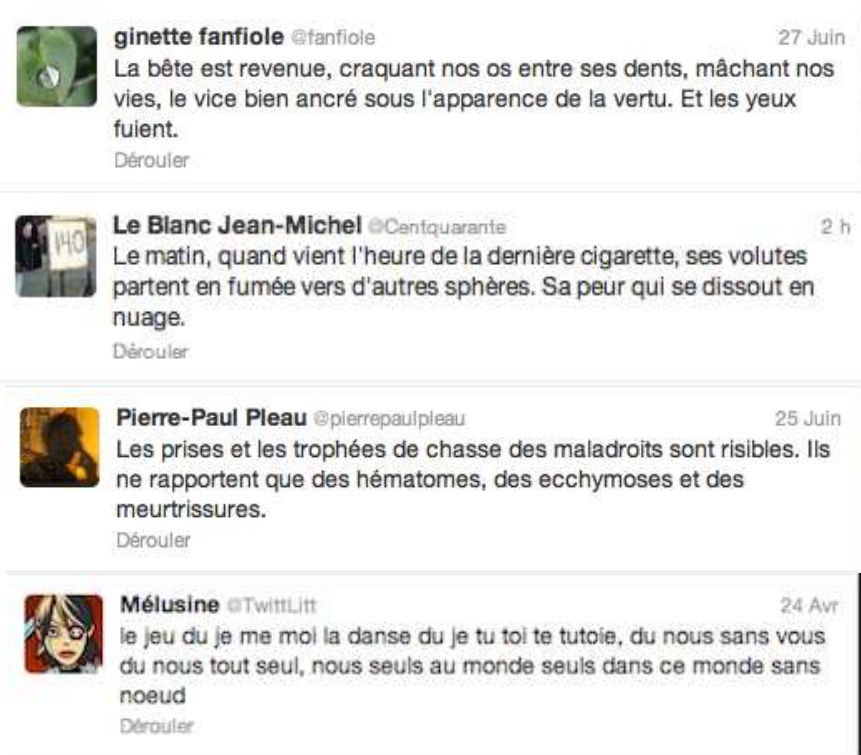 ginette fanfiole @fanfiole 27 Juin
La bête est revenue, craquant nos os entre ses dents, mâchant nos
vies, le vice bien ancré sous l'apparence de la vertu. Et les yeux
fuient.
Dérouler
Le Blanc Jean-Michel @Centquarante 2 h
140
Le matin, quand vient l'heure de la dernière cigarette, ses volutes
partent en fumée vers d'autres sphères. Sa peur qui se dissout en
nuage.
Dérouler
Pierre-Paul Pleau @pierrepaulpleau 25 Juin
Les prises et les trophées de chasse des maladroits sont risibles. Ils
ne rapportent que des hématomes, des ecchymoses et des
meurtrissures.
Dérouler
Mélusine @TwittLitt 24 Avr
le jeu du je me moi la danse du je tu toi te tutoie, du nous sans vous
du nous tout seul, nous seuls au monde seuls dans ce monde sans
noeud
Dérouler